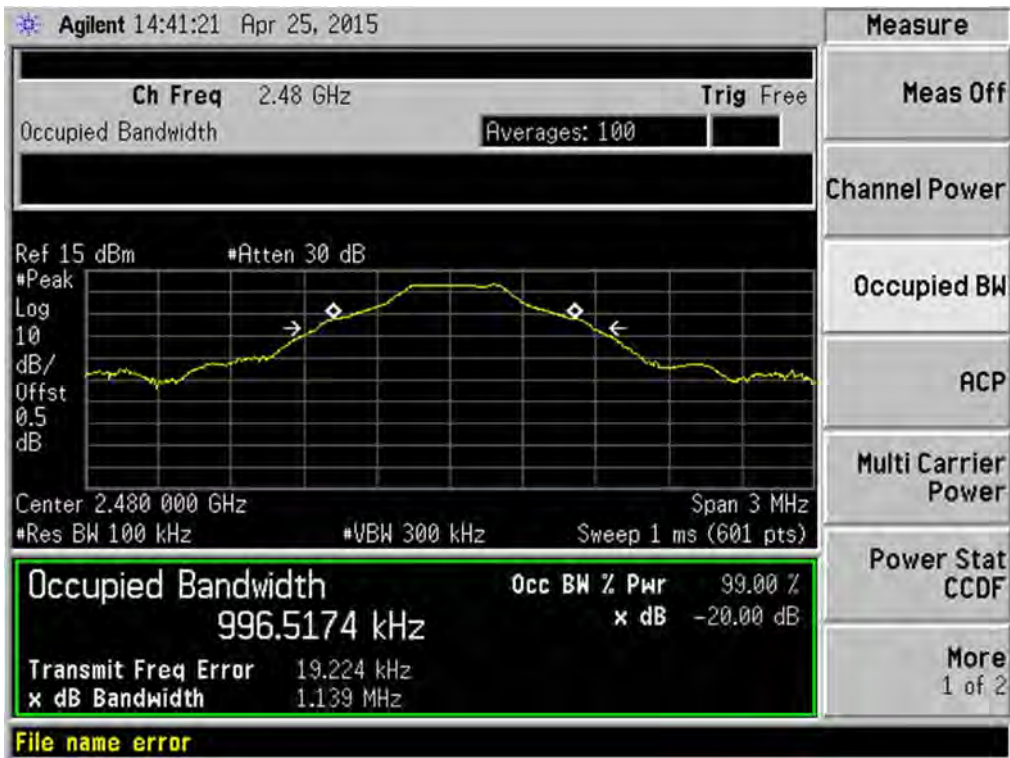 Agilent 14:41:21 Apr 25, 2015
Measure
Ch Freq 2.48 GHz
Trig Free
Occupied Bandwidth
Averages: 100
Meas Off
Channel Power
Occupied BW
ACP
Multi Carrier
Power
Power Stat
CCDF
More
1 of 2
Ref 15 dBm
#Atten 30 dB
#Peak
Log
10
dB/
Offst
0.5
dB
Center 2.480 000 GHz
Span 3 MHz
#Res BW 100 kHz
#VBW 300 kHz
Sweep 1 ms (601 pts)
Occupied Bandwidth
996.5174 kHz
Occ BW % Pwr 99.00 %
x dB -20.00 dB
Transmit Freq Error 19.224 kHz
x dB Bandwidth 1.139 MHz
File name error